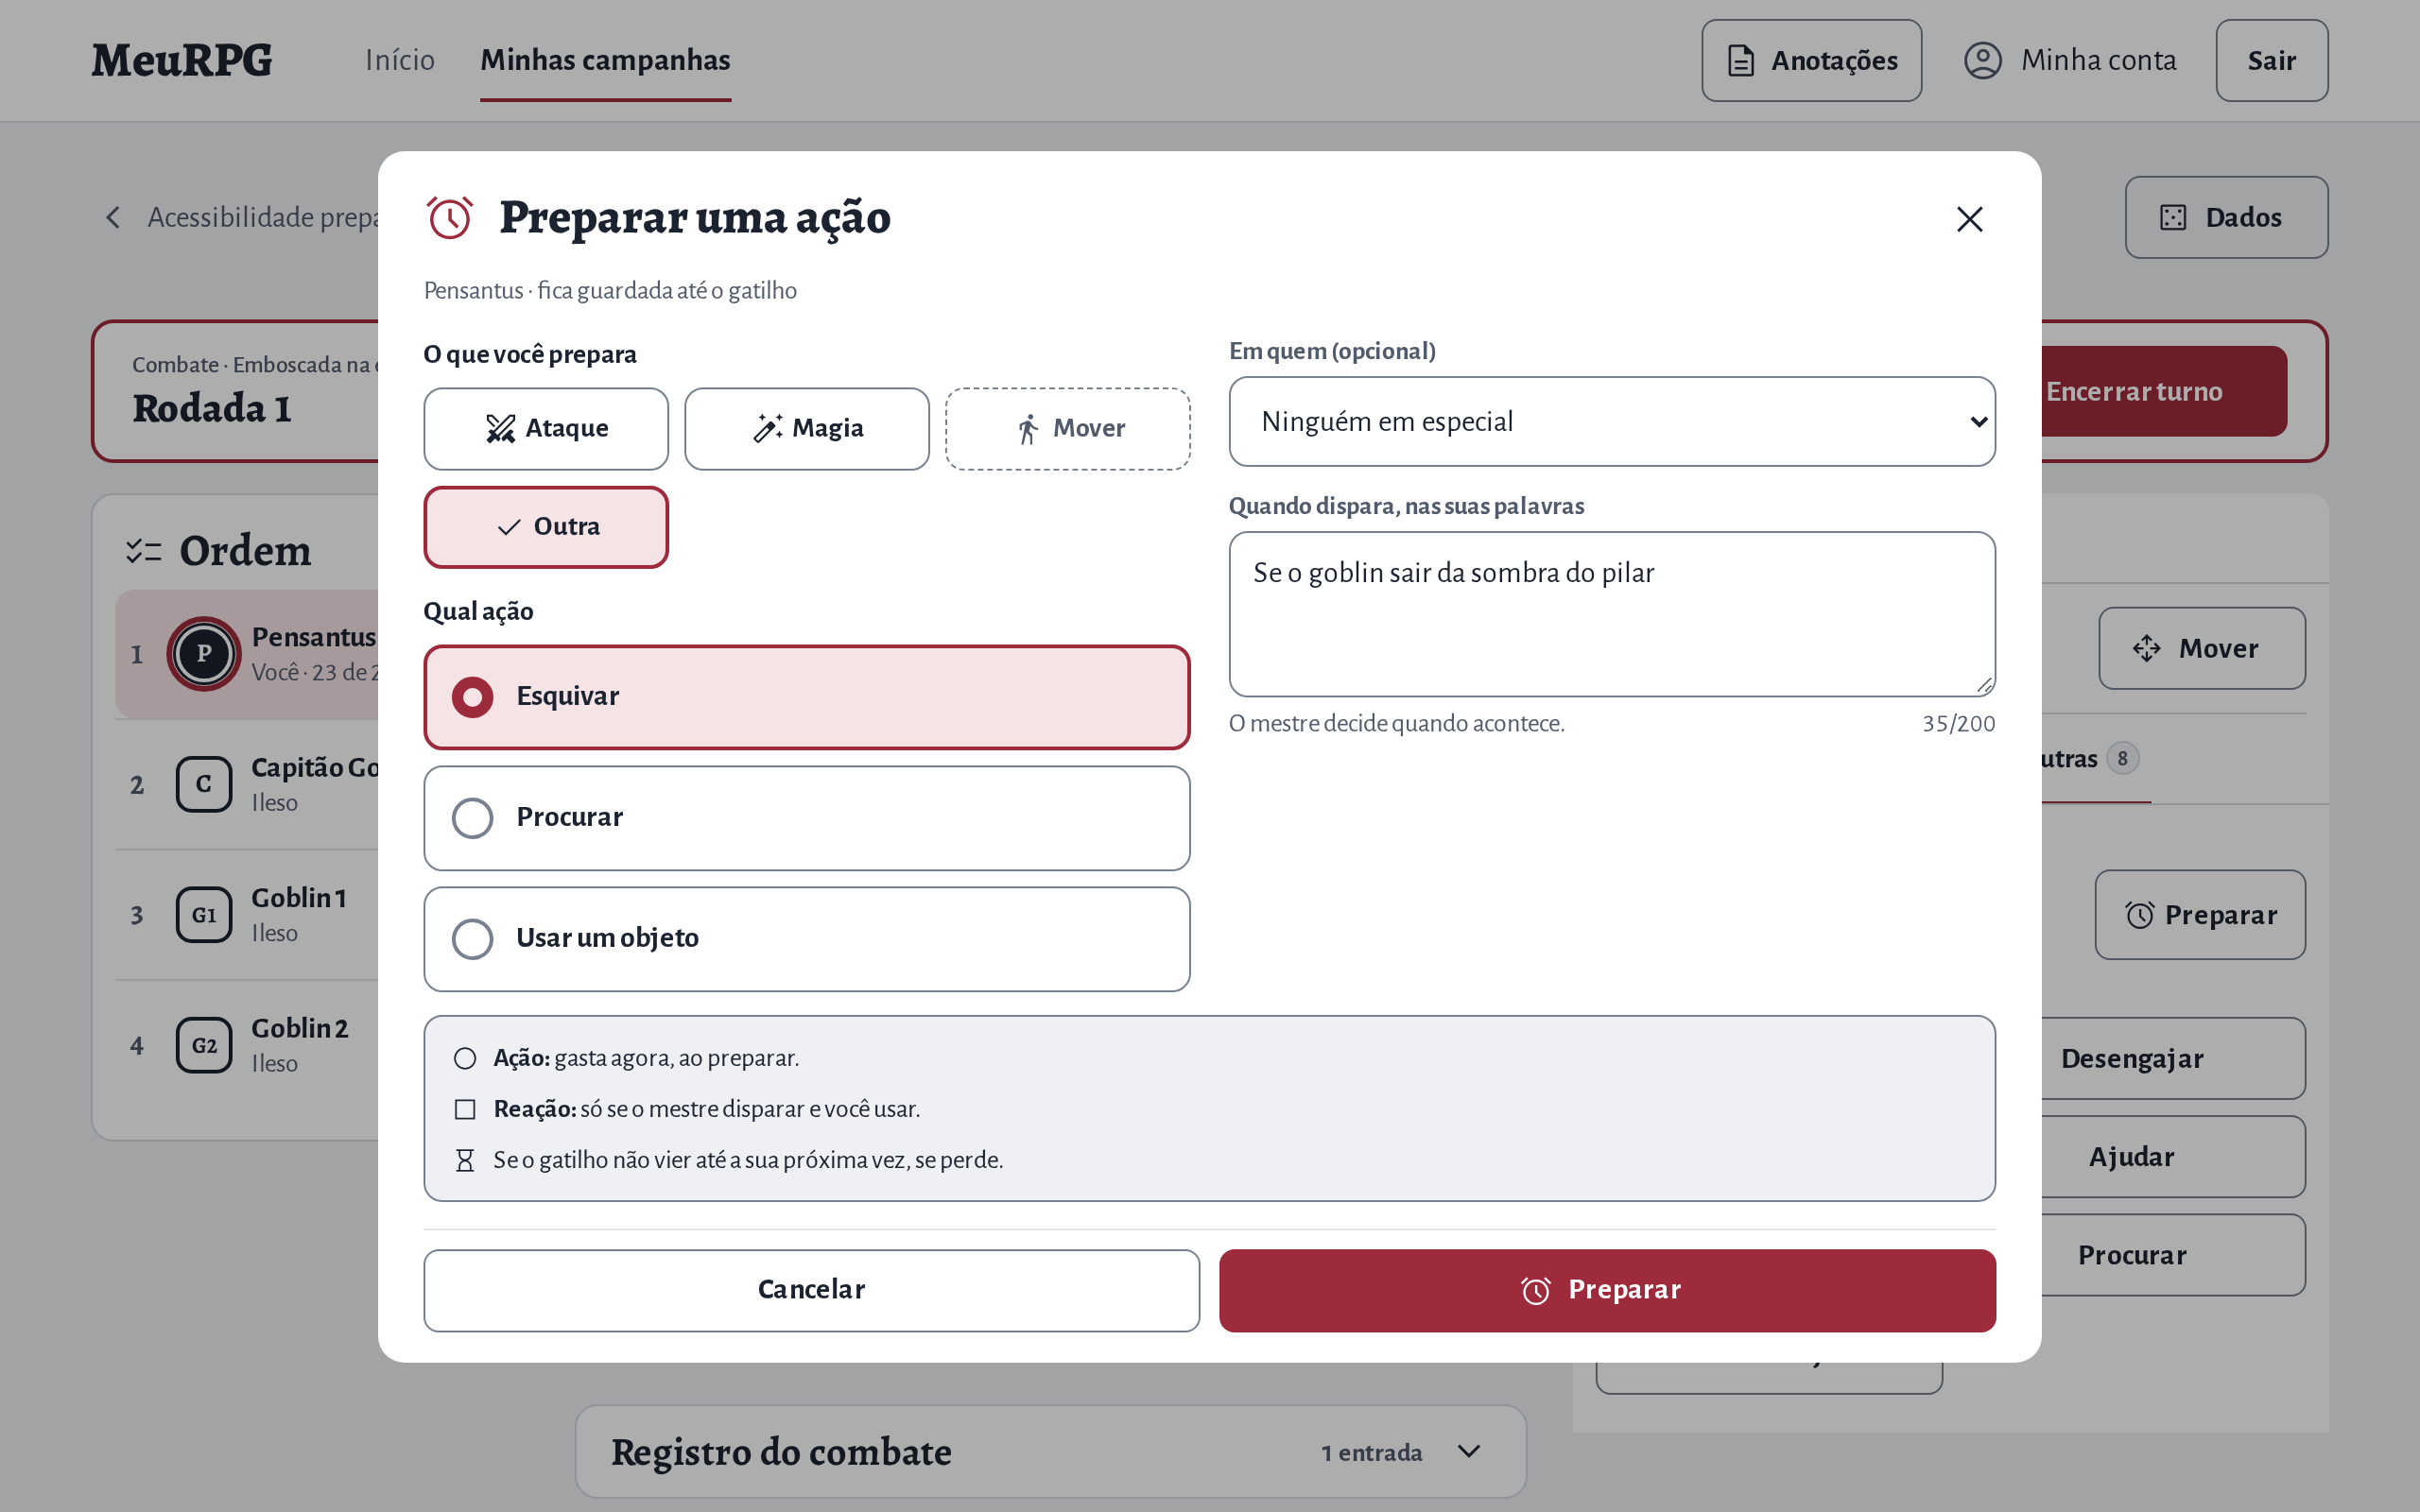 MeuRPG
Início
Minhas campanhas
Anotações
Minha conta
Sair
Acessibilidade prepa
Dados
Combate · Emboscada na e
Rodada 1
Encerrar turno
Ordem
1
P
Pensantus
Você · 23 de 2
2
C
Capitão Go
Ileso
3
G1
Goblin 1
Ileso
4
G2
Goblin 2
Ileso
Preparar uma ação
Pensantus · fica guardada até o gatilho
O que você prepara
Ataque
Magia
Mover
Outra
Qual ação
Esquivar
Procurar
Usar um objeto
Em quem (opcional)
Ninguém em especial
Quando dispara, nas suas palavras
Se o goblin sair da sombra do pilar
O mestre decide quando acontece.
35/200
Ação: gasta agora, ao preparar.
Reação: só se o mestre disparar e você usar.
Se o gatilho não vier até a sua próxima vez, se perde.
Cancelar
Preparar
Mover
utras 8
Preparar
Desengajar
Ajudar
Procurar
Registro do combate
1 entrada